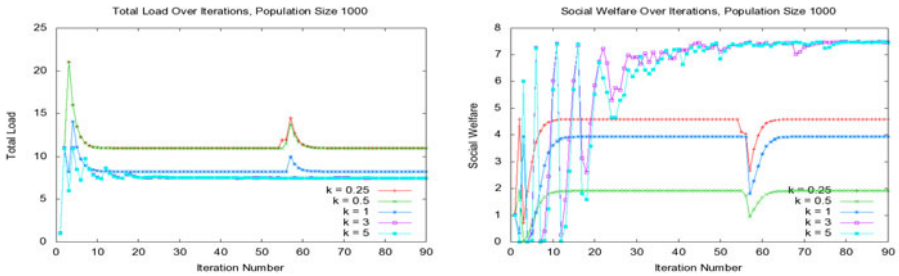 Total Load Over Iterations, Population Size 1000
25
20
15
10
5
0
Total Load
k = 0.25
k = 0.5
k = 1
k = 3
k = 5
0 10 20 30 40 50 60 70 80 90
Iteration Number
Social Welfare Over Iterations, Population Size 1000
8
7
6
5
4
3
2
1
0
Social Welfare
k = 0.25
k = 0.5
k = 1
k = 3
k = 5
0 10 20 30 40 50 60 70 80 90
Iteration Number